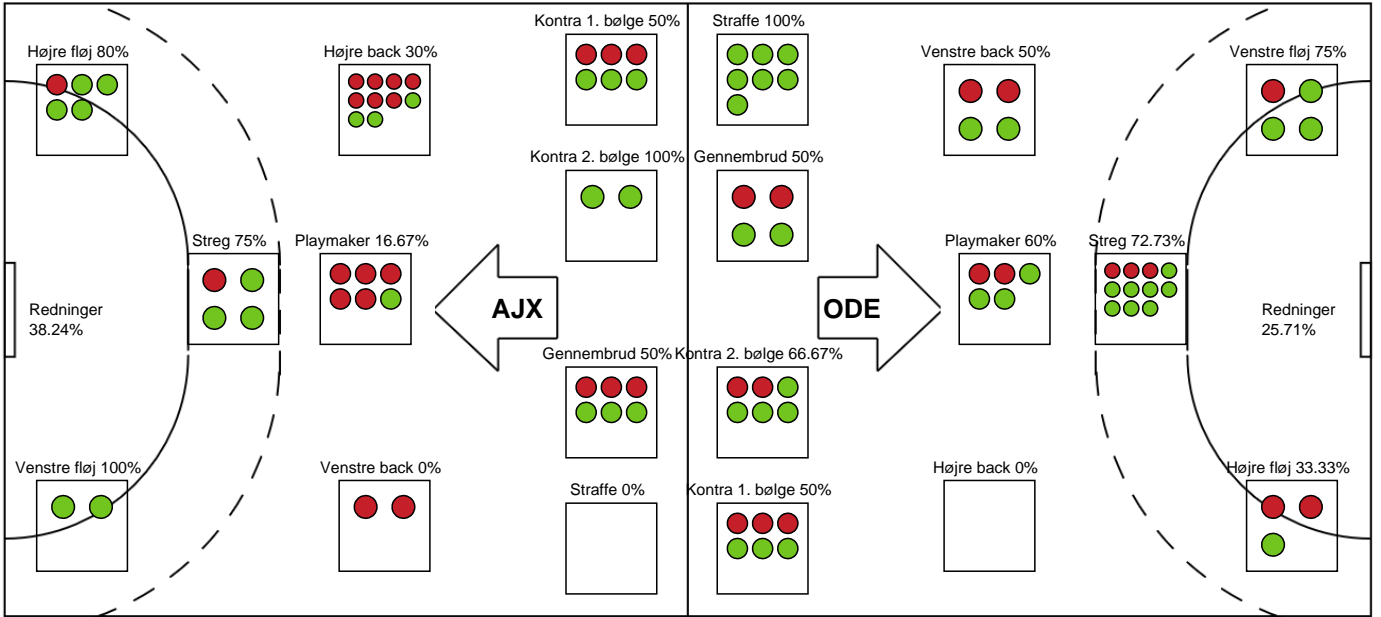 Kontra 1. bølge 50%
Straffe 100%
Højre fløj 80%
Højre back 30%
Venstre back 50%
Venstre fløj 75%
Kontra 2. bølge 100%
Gennembrud 50%
Streg 75%
Playmaker 16.67%
Playmaker 60%
Streg 72.73%
Redninger
38.24%
AJX
ODE
Redninger
25.71%
Gennembrud 50%
Kontra 2. bølge 66.67%
Venstre fløj 100%
Venstre back 0%
Højre back 0%
Højre fløj 33.33%
Straffe 0%
Kontra 1. bølge 50%